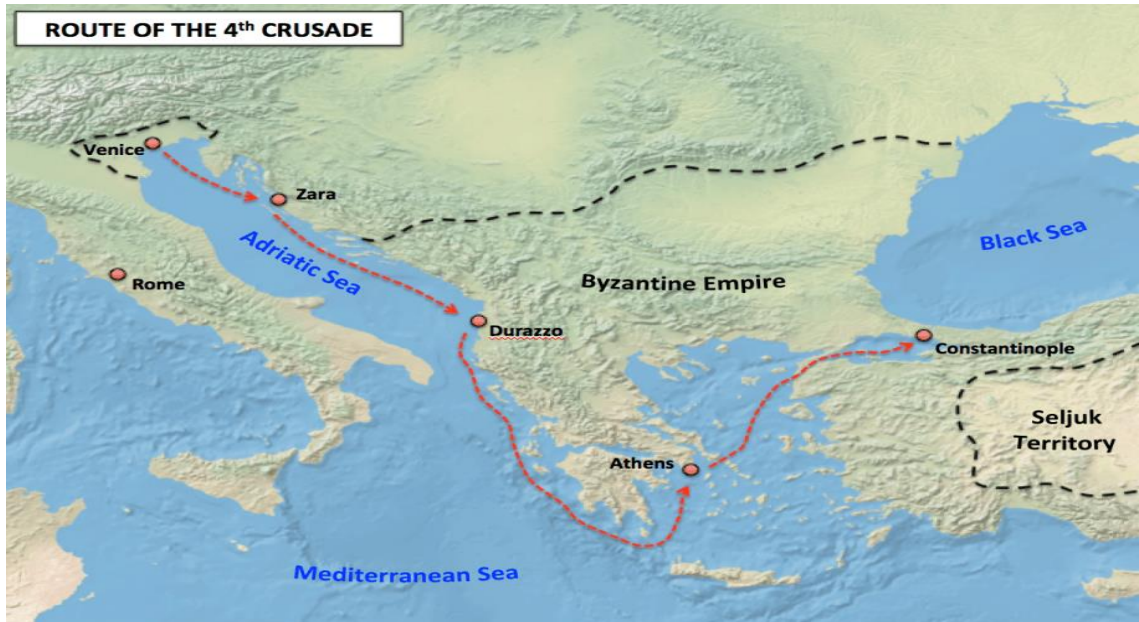 ROUTE OF THE 4th CRUSADE
Venice
Zara
Adriatic Sea
Rome
Durazzo
Byzantine Empire
Black Sea
Constantinople
Seljuk
Territory
Athens
Mediterranean Sea